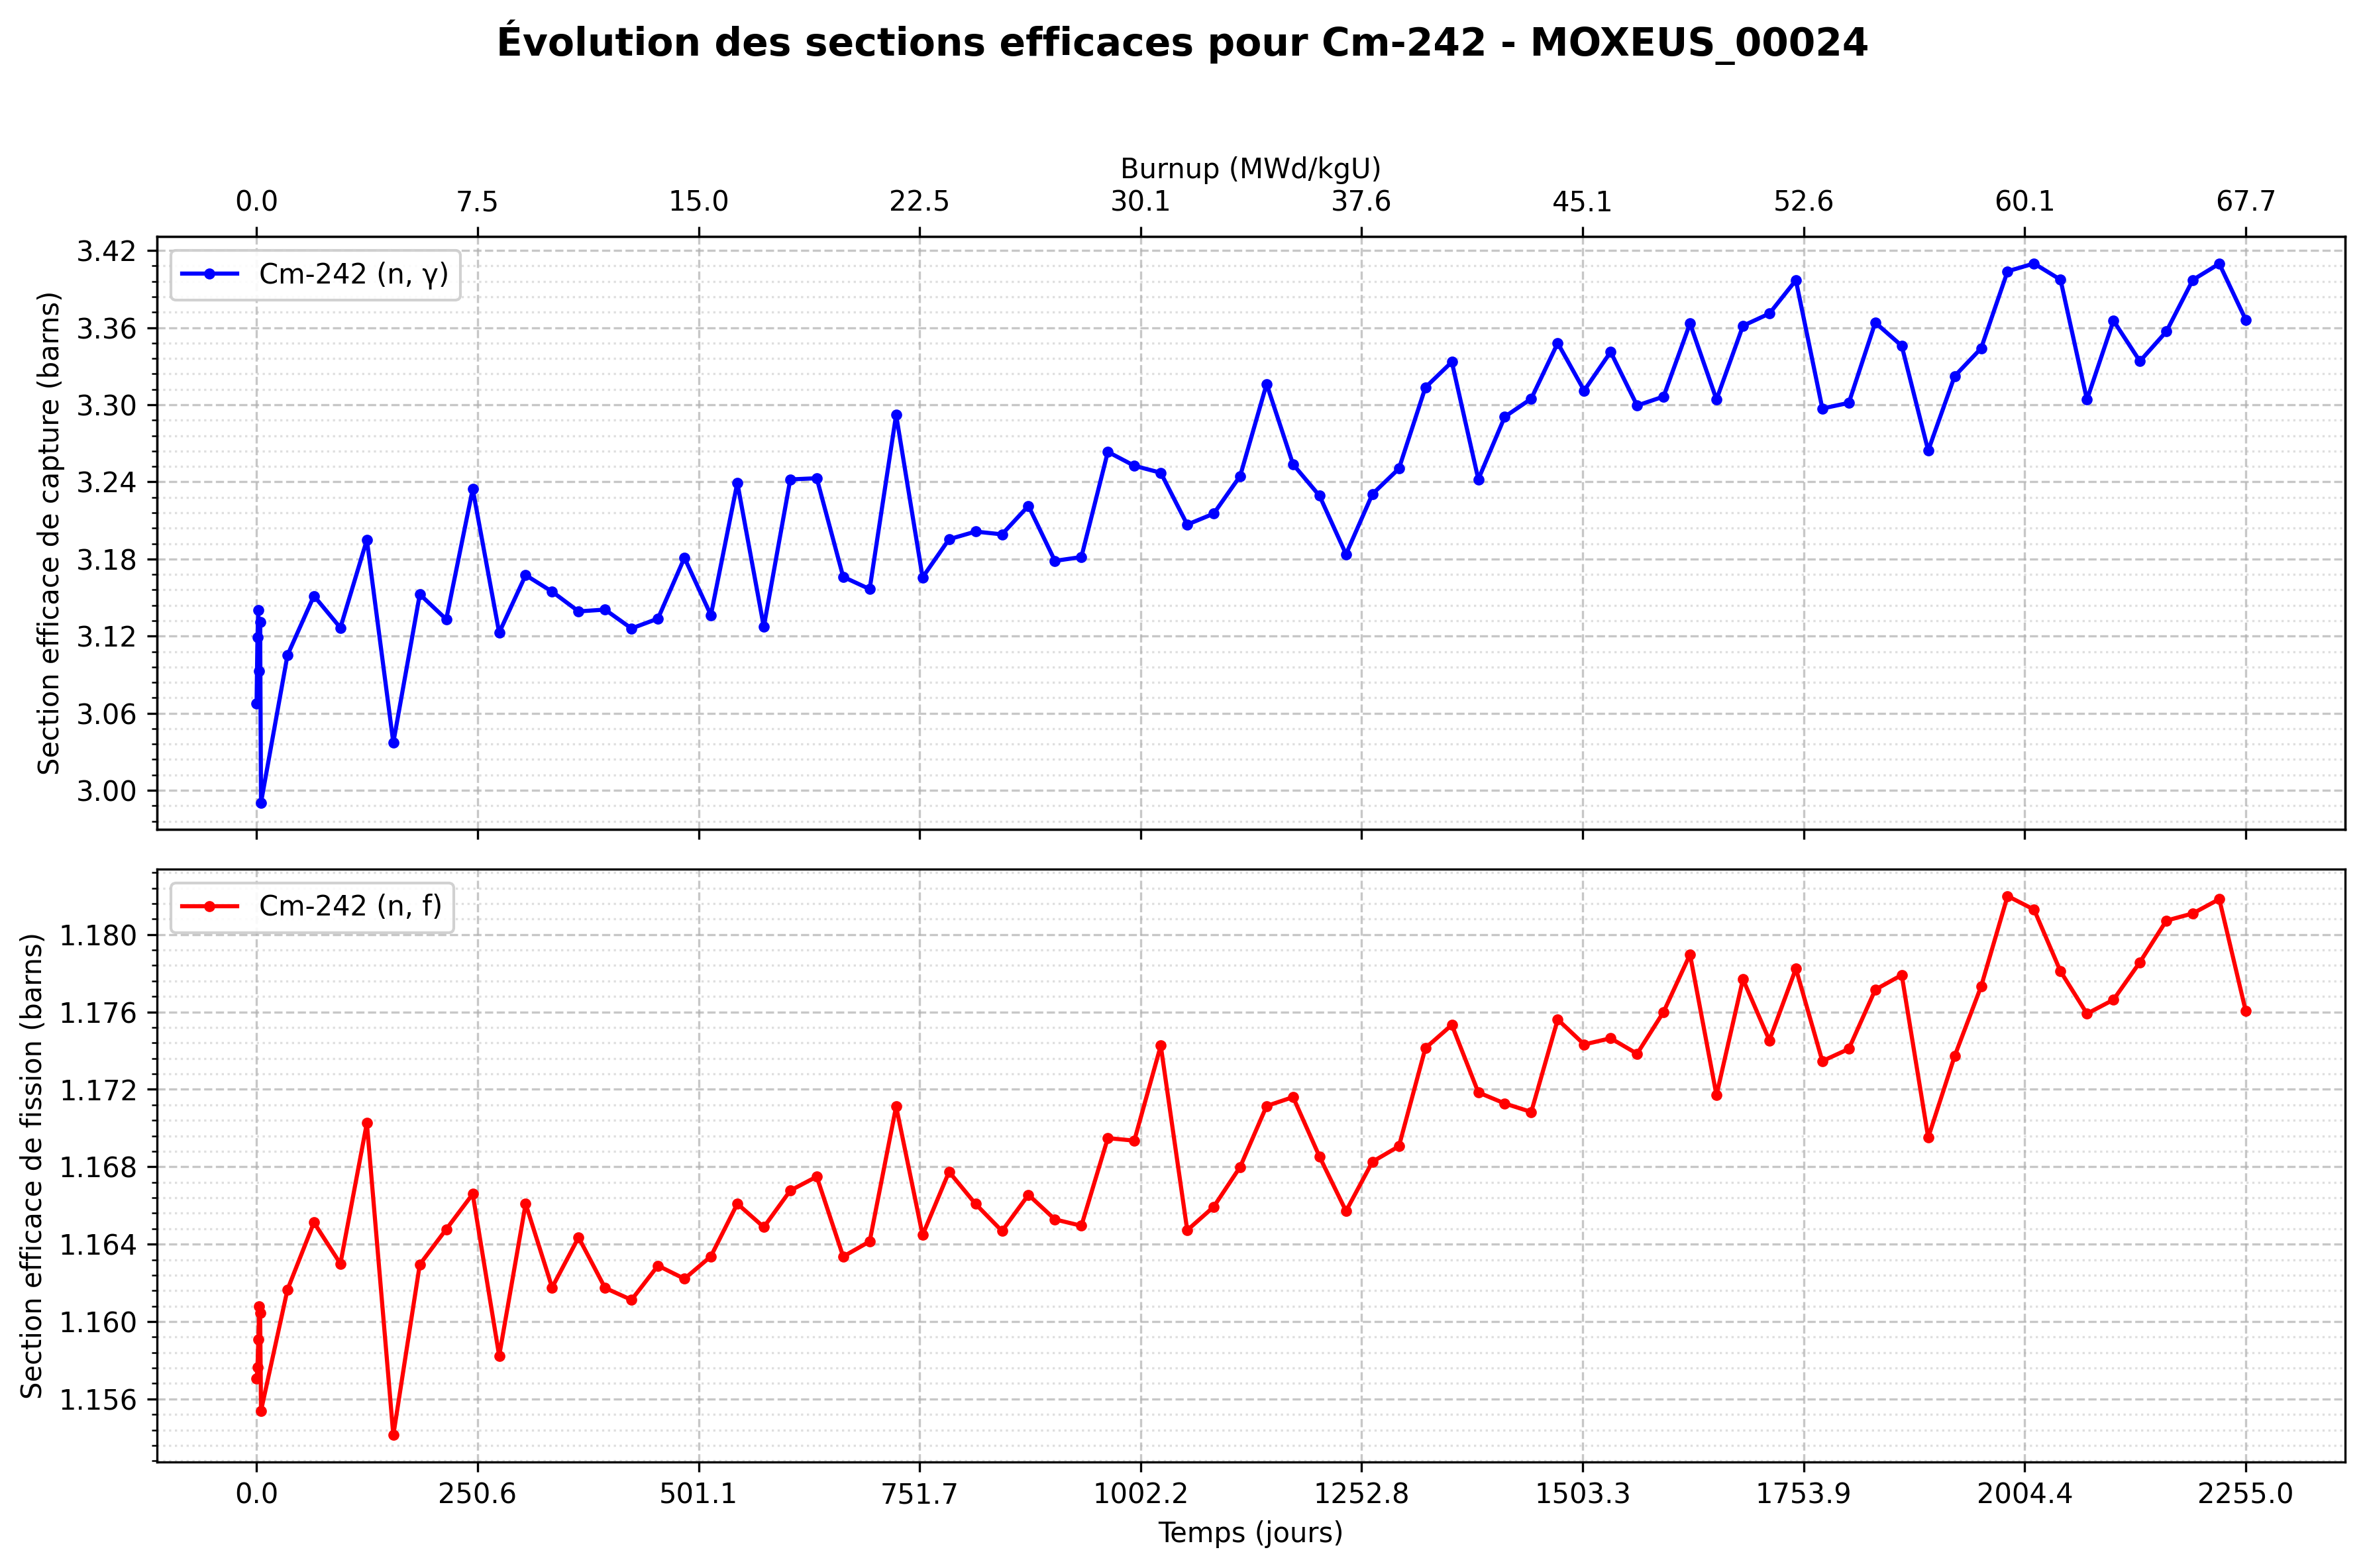 Évolution des sections efficaces pour Cm-242 - MOXEUS_00024
Burnup (MWd/kgU)
0.0 7.5 15.0 22.5 30.1 37.6 45.1 52.6 60.1 67.7
Cm-242 (n, γ)
Section efficace de capture (barns)
3.42
3.36
3.30
3.24
3.18
3.12
3.06
3.00
Cm-242 (n, f)
Section efficace de fission (barns)
1.180
1.176
1.172
1.168
1.164
1.160
1.156
0.0 250.6 501.1 751.7 1002.2 1252.8 1503.3 1753.9 2004.4 2255.0
Temps (jours)